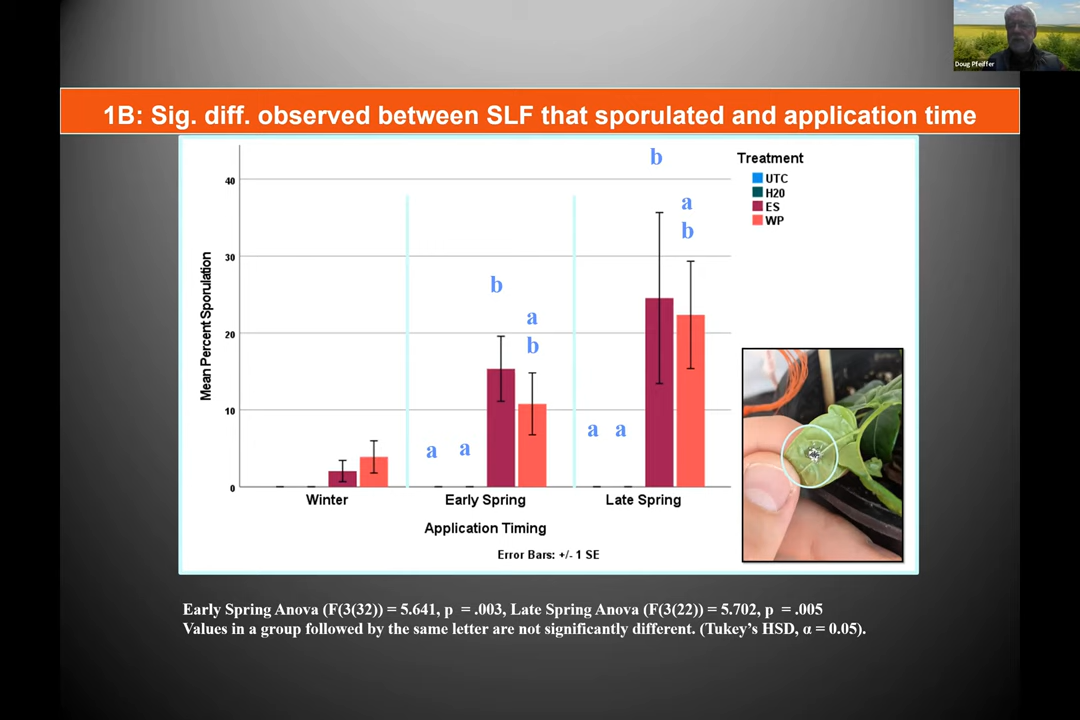 Doug Pfeiffer
1B: Sig. diff. observed between SLF that sporulated and application time
Mean Percent Sporulation
40
30
20
10
0
a
a
b
a
b
a
a
b
a
b
Winter
Early Spring
Late Spring
Application Timing
Error Bars: +/- 1 SE
Treatment
UTC
H20
ES
WP
Early Spring Anova (F(3(32)) = 5.641, p = .003, Late Spring Anova (F(3(22)) = 5.702, p = .005
Values in a group followed by the same letter are not significantly different. (Tukey’s HSD, α = 0.05).